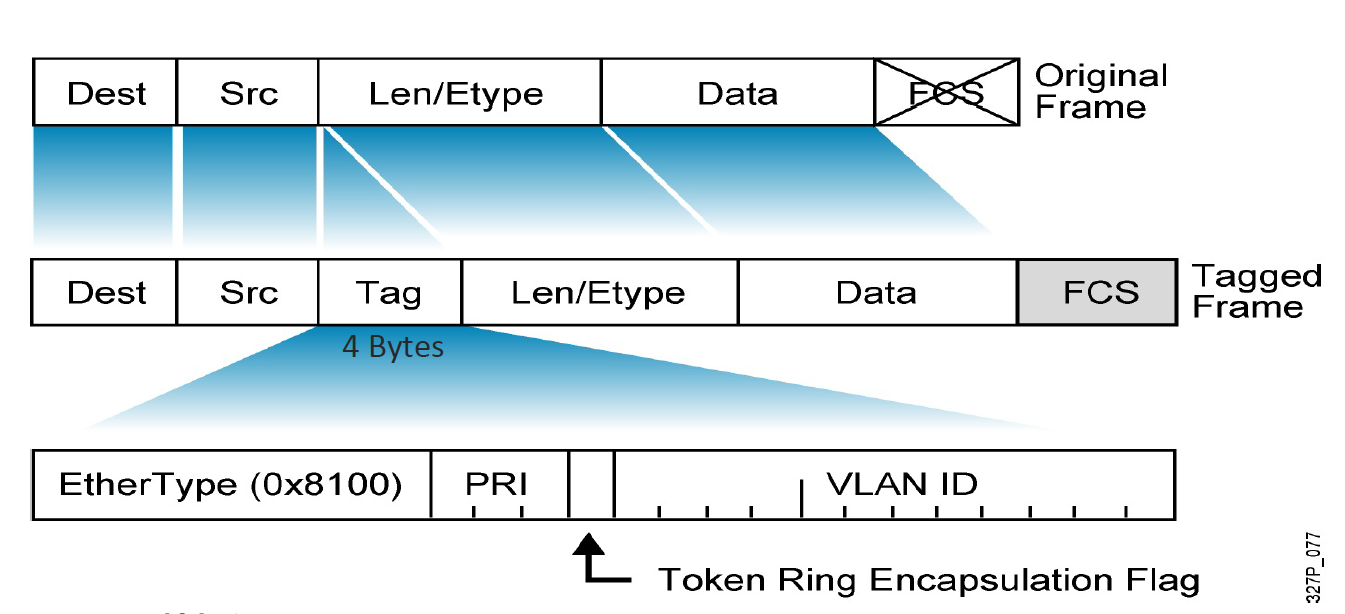 Dest Src Len/Etype Data FCS Original
Frame
Dest Src Tag Len/Etype Data FCS Tagged
Frame
4 Bytes
EtherType (0x8100) PRI VLAN ID
Token Ring Encapsulation Flag
327P_077